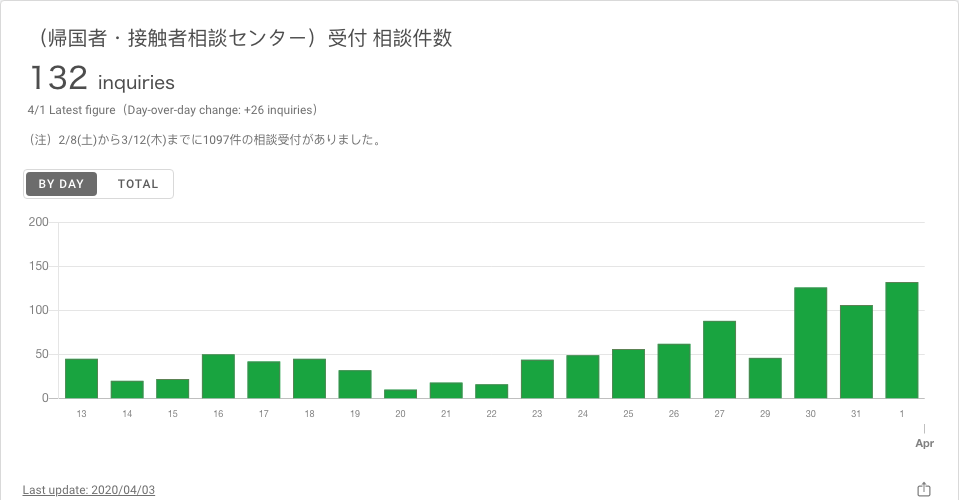 （帰国者・接触者相談センター）受付 相談件数
132 inquiries
4/1 Latest figure（Day-over-day change: +26 inquiries）
（注）2/8(土)から3/12(木)までに1097件の相談受付がありました。
BY DAY TOTAL
200
150
100
50
0
13 14 15 16 17 18 19 20 21 22 23 24 25 26 27 29 30 31 1
Apr
Last update: 2020/04/03